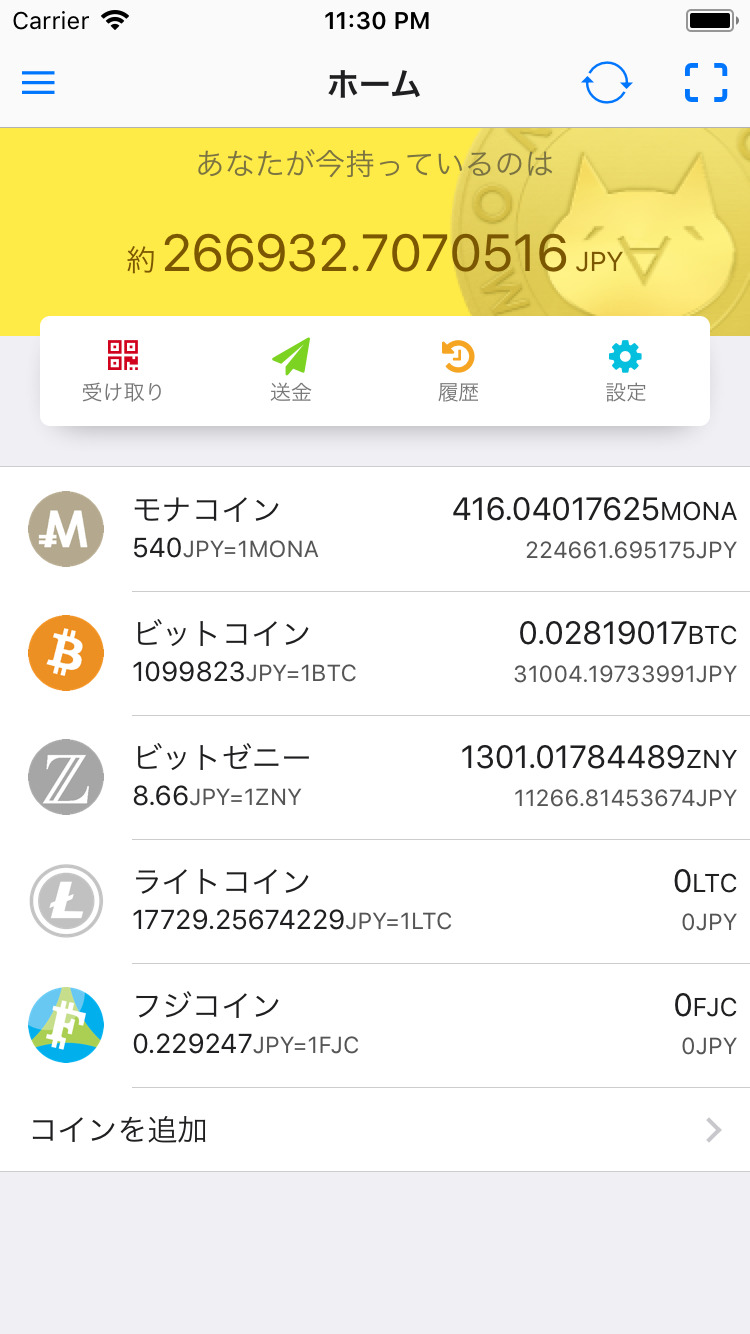 Carrier 11:30 PM
ホーム
あなたが今持っているのは
約 266932.7070516 JPY
受け取り 送金 履歴 設定
モナコイン 416.04017625MONA
540JPY=1MONA 224661.695175JPY
ビットコイン 0.02819017BTC
1099823JPY=1BTC 31004.19733991JPY
ビットゼニー 1301.01784489ZNY
8.66JPY=1ZNY 11266.81453674JPY
ライトコイン 0LTC
17729.25674229JPY=1LTC 0JPY
フジコイン 0FJC
0.229247JPY=1FJC 0JPY
コインを追加